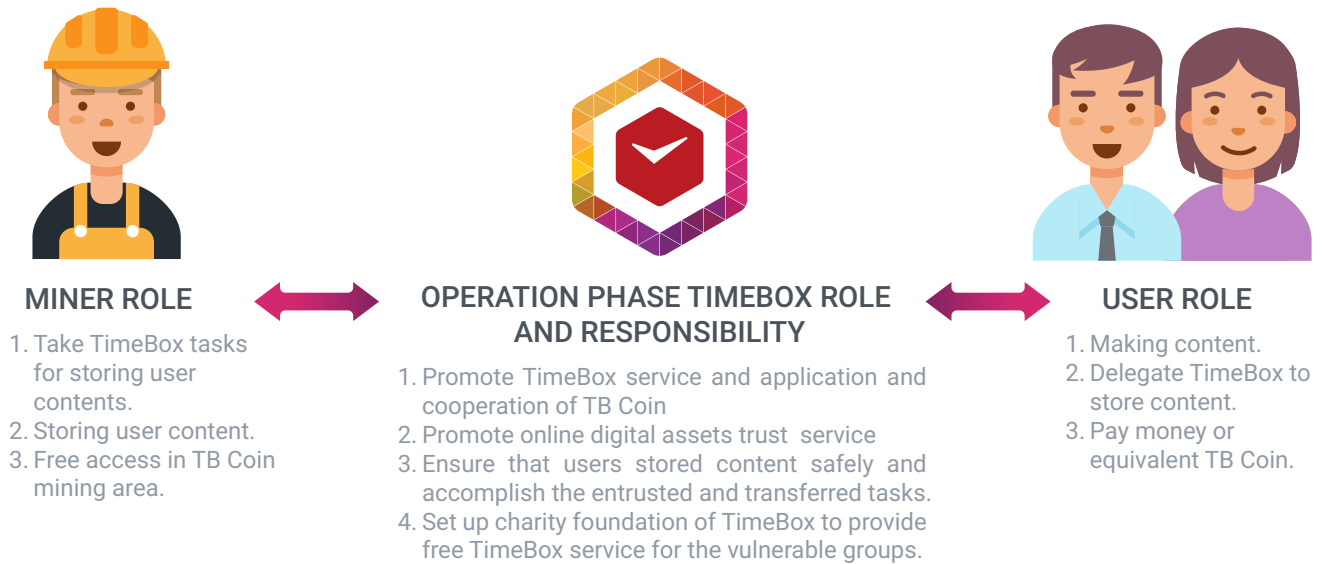 MINER ROLE
1. Take TimeBox tasks
for storing user
contents.
2. Storing user content.
3. Free access in TB Coin
mining area.
OPERATION PHASE TIMEBOX ROLE
AND RESPONSIBILITY
1. Promote TimeBox service and application and
cooperation of TB Coin
2. Promote online digital assets trust service
3. Ensure that users stored content safely and
accomplish the entrusted and transferred tasks.
4. Set up charity foundation of TimeBox to provide
free TimeBox service for the vulnerable groups.
USER ROLE
1. Making content.
2. Delegate TimeBox to
store content.
3. Pay money or
equivalent TB Coin.